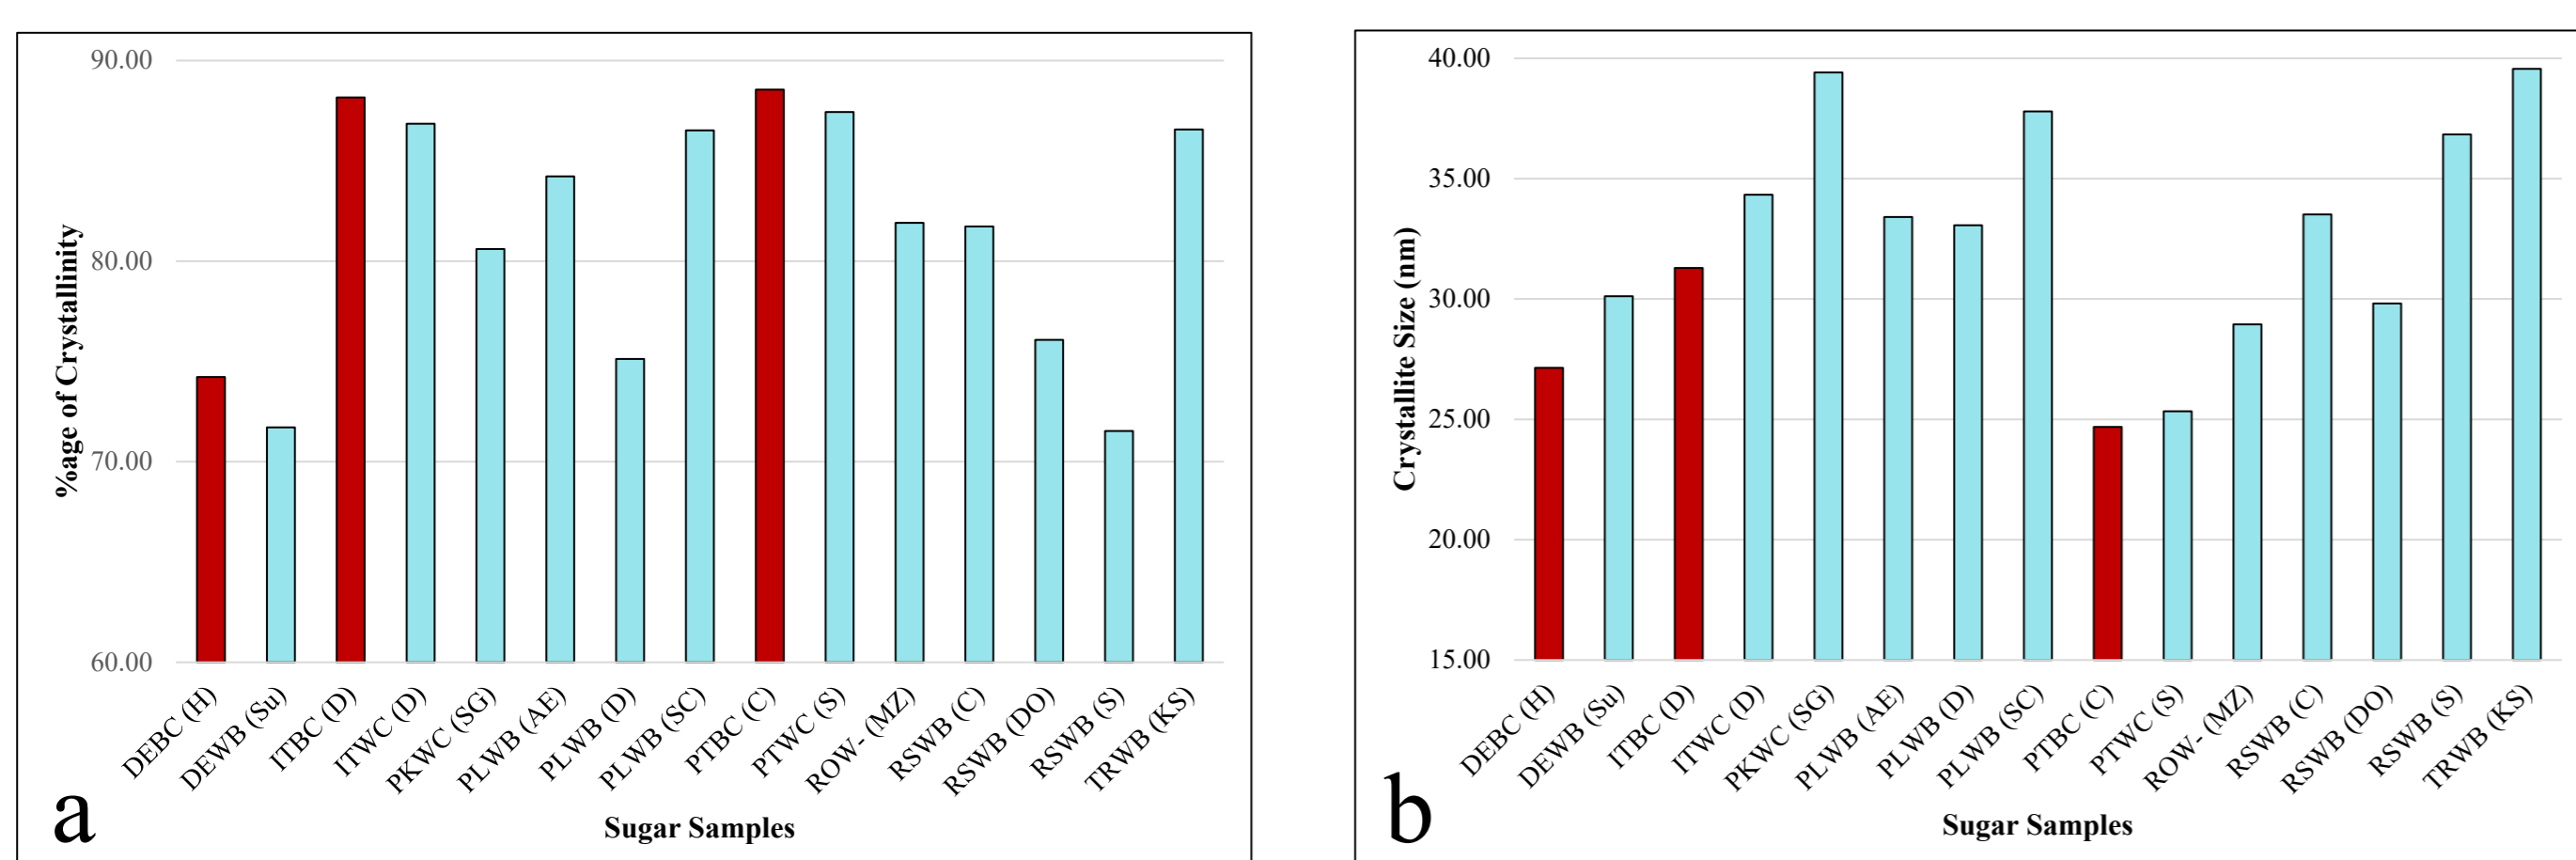 90.00
80.00
70.00
60.00
%age of Crystallinity
DEBC (H)
DEWB (Su)
ITBC (D)
ITWC (D)
PKWC (SG)
PLWB (AE)
PLWB (D)
PLWB (SC)
PTBC (C)
PTWC (S)
ROW- (MZ)
RSWB (C)
RSWB (DO)
RSWB (S)
TRWB (KS)
Sugar Samples
a
40.00
35.00
30.00
25.00
20.00
15.00
Crystallite Size (nm)
DEBC (H)
DEWB (Su)
ITBC (D)
ITWC (D)
PKWC (SG)
PLWB (AE)
PLWB (D)
PLWB (SC)
PTBC (C)
PTWC (S)
ROW- (MZ)
RSWB (C)
RSWB (DO)
RSWB (S)
TRWB (KS)
Sugar Samples
b